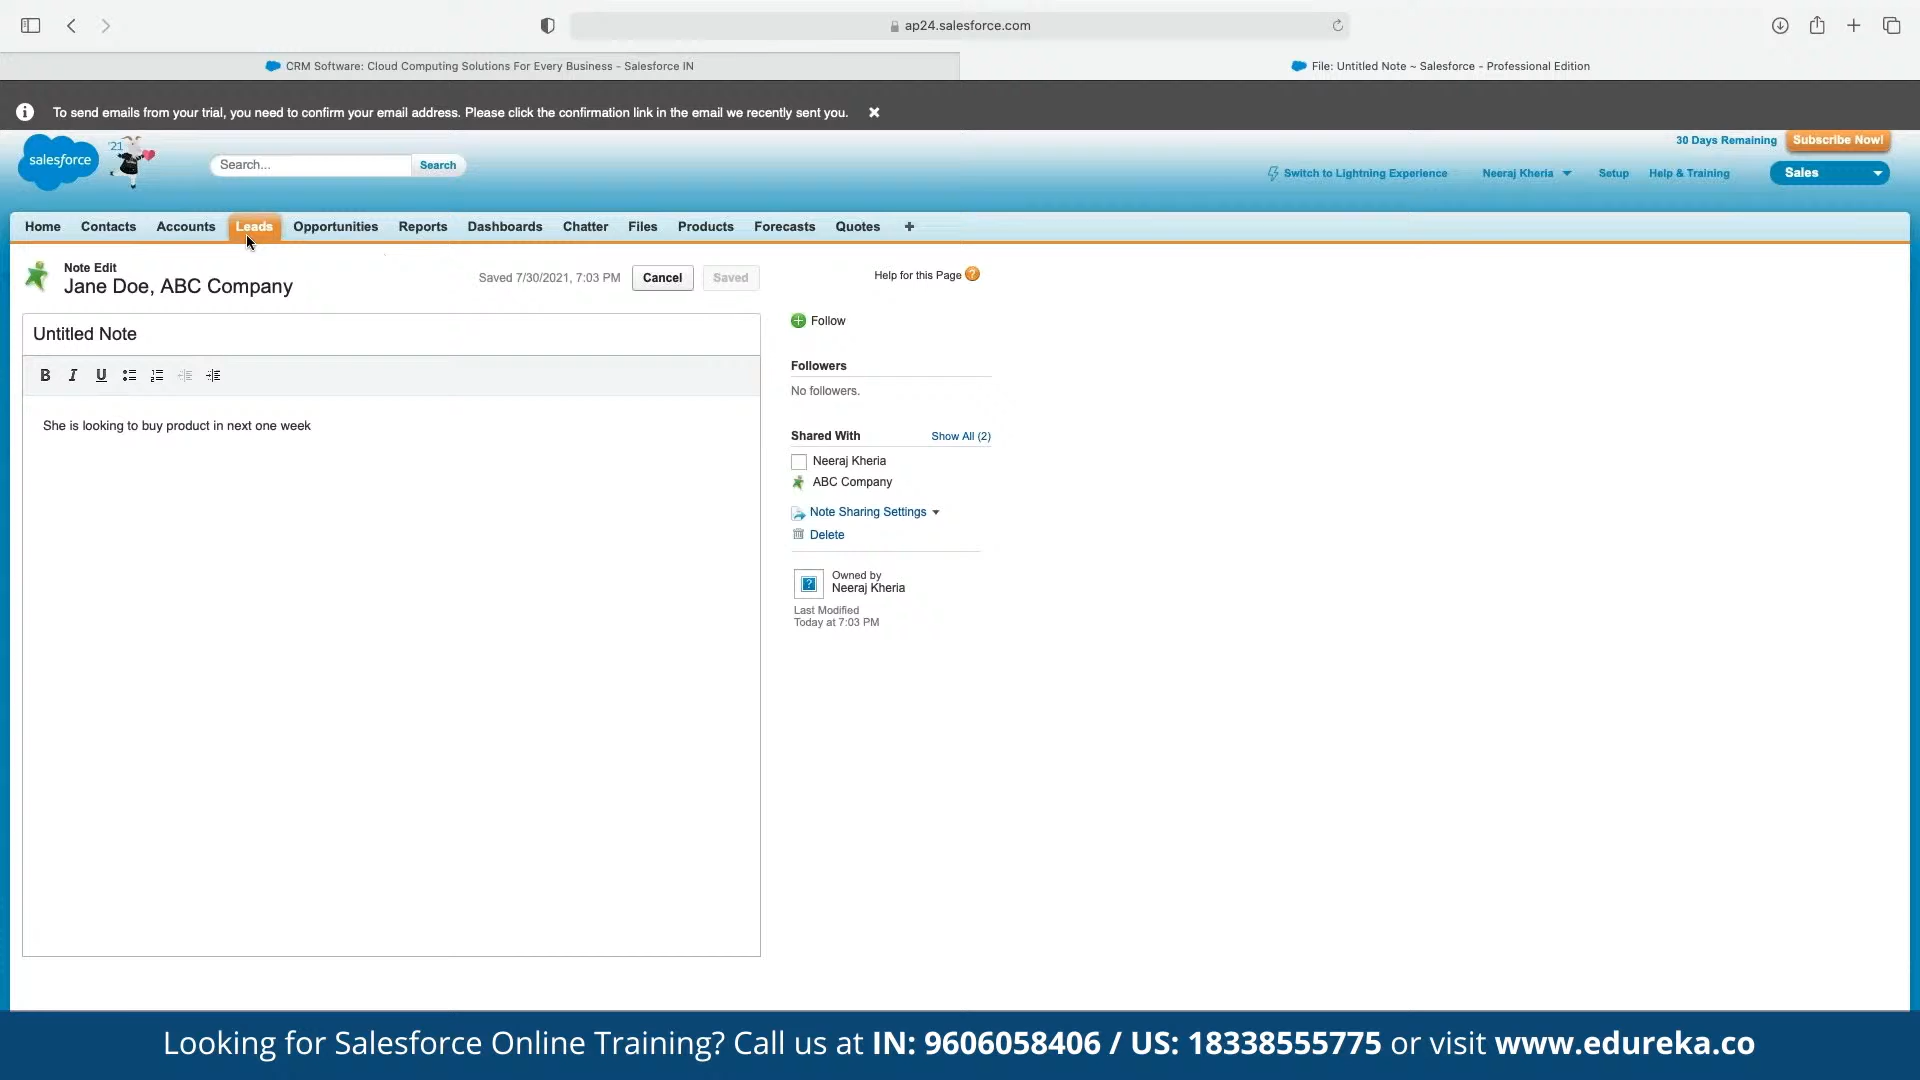 ap24.salesforce.com
CRM Software: Cloud Computing Solutions For Every Business - Salesforce IN
File: Untitled Note ~ Salesforce - Professional Edition
To send emails from your trial, you need to confirm your email address. Please click the confirmation link in the email we recently sent you.
salesforce
'21
Search...
Search
30 Days Remaining
Subscribe Now!
Switch to Lightning Experience
Neeraj Kheria
Setup
Help & Training
Sales
Home
Contacts
Accounts
Leads
Opportunities
Reports
Dashboards
Chatter
Files
Products
Forecasts
Quotes
+
Note Edit
Jane Doe, ABC Company
Saved 7/30/2021, 7:03 PM
Cancel
Saved
Help for this Page
Untitled Note
B I U
She is looking to buy product in next one week
Follow
Followers
No followers.
Shared With
Show All (2)
Neeraj Kheria
ABC Company
Note Sharing Settings
Delete
Owned by
Neeraj Kheria
Last Modified
Today at 7:03 PM
Looking for Salesforce Online Training? Call us at IN: 9606058406 / US: 18338555775 or visit www.edureka.co